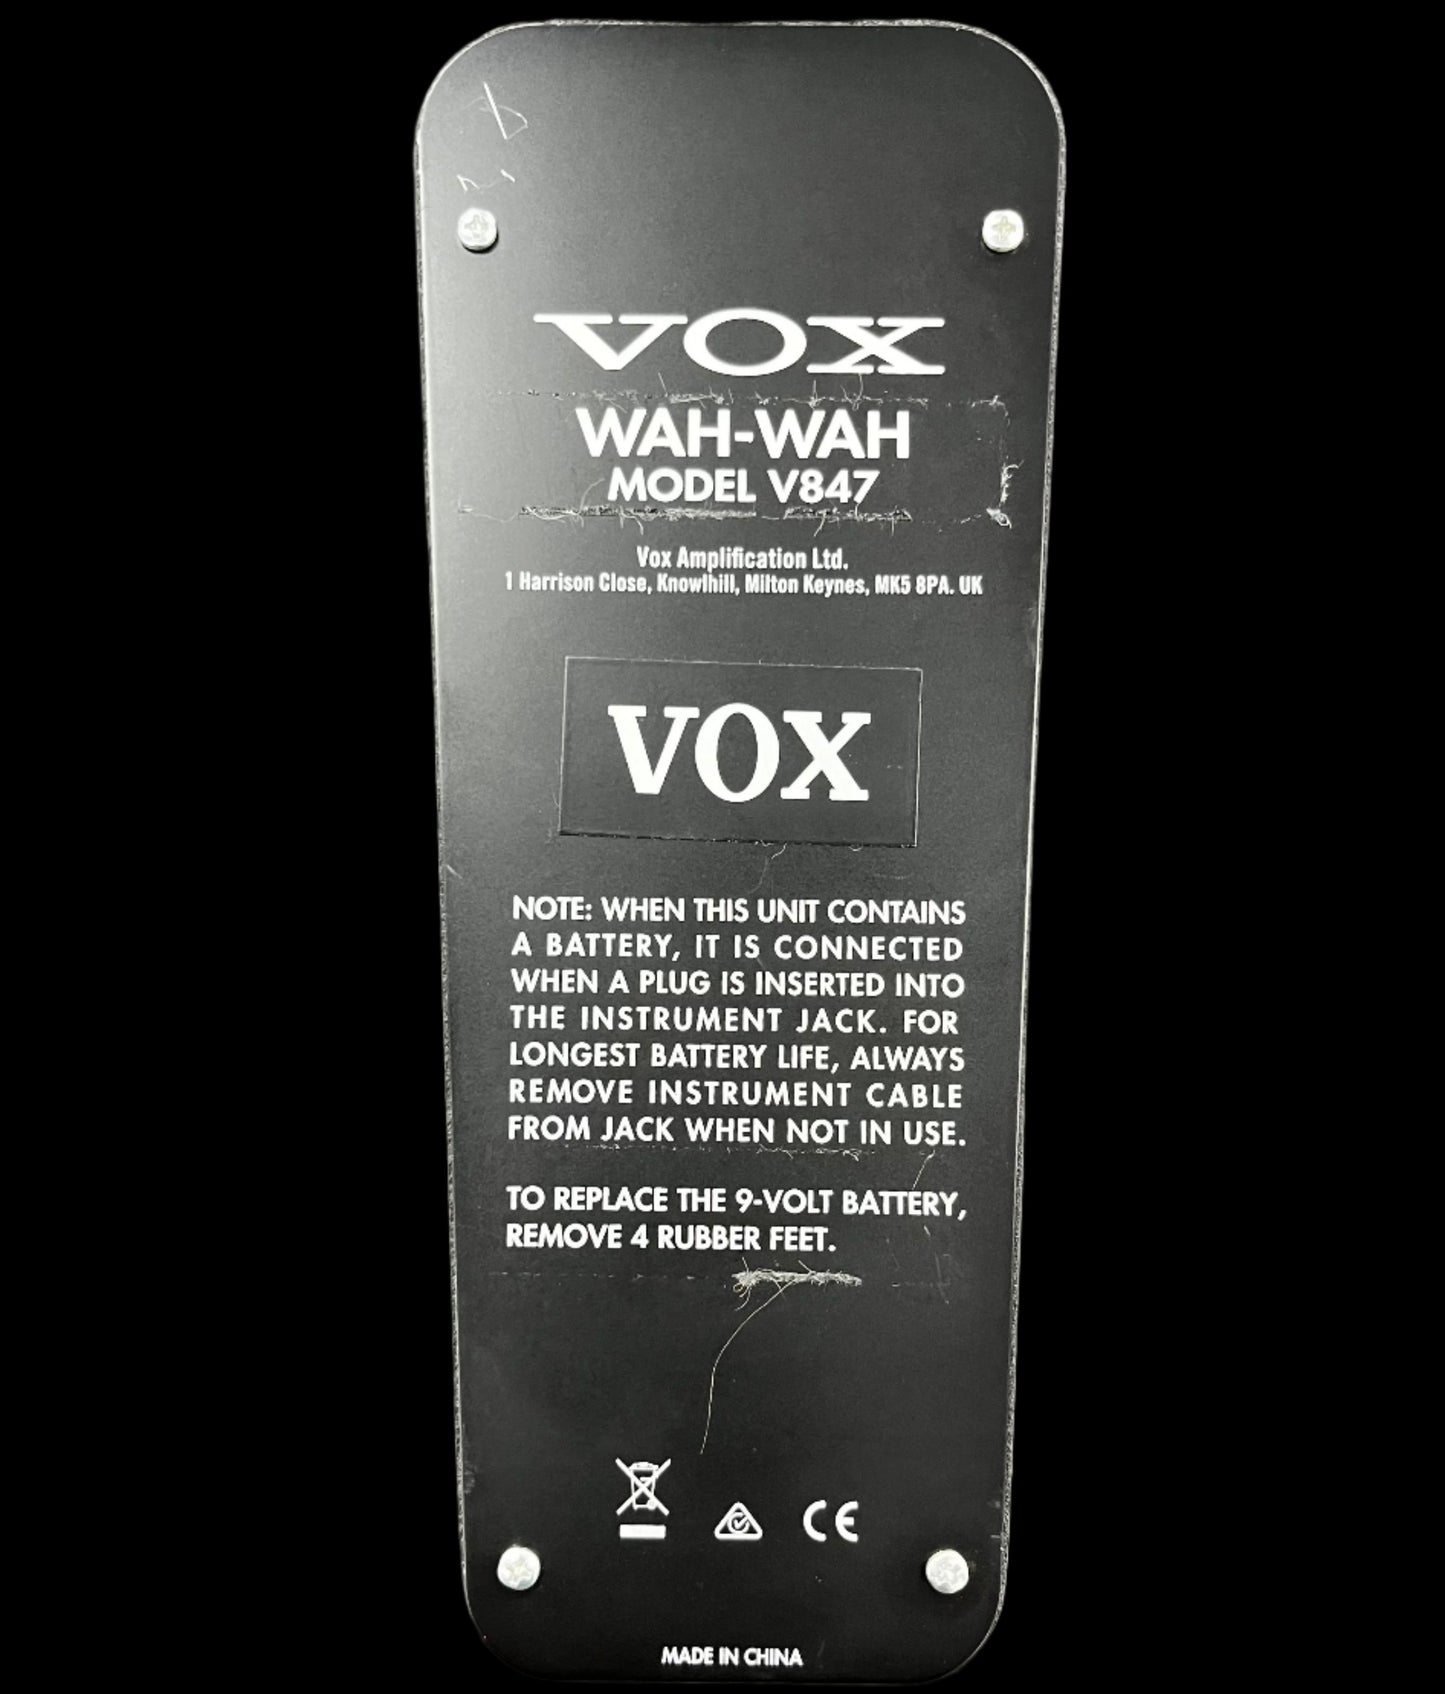 VOX
WAH-WAH
MODEL V847
Vox Amplification Ltd.
1 Harrison Close, Knowlhill, Milton Keynes, MK5 8PA. UK
VOX
NOTE: WHEN THIS UNIT CONTAINS
A BATTERY, IT IS CONNECTED
WHEN A PLUG IS INSERTED INTO
THE INSTRUMENT JACK. FOR
LONGEST BATTERY LIFE, ALWAYS
REMOVE INSTRUMENT CABLE
FROM JACK WHEN NOT IN USE.
TO REPLACE THE 9-VOLT BATTERY,
REMOVE 4 RUBBER FEET.
CE
MADE IN CHINA